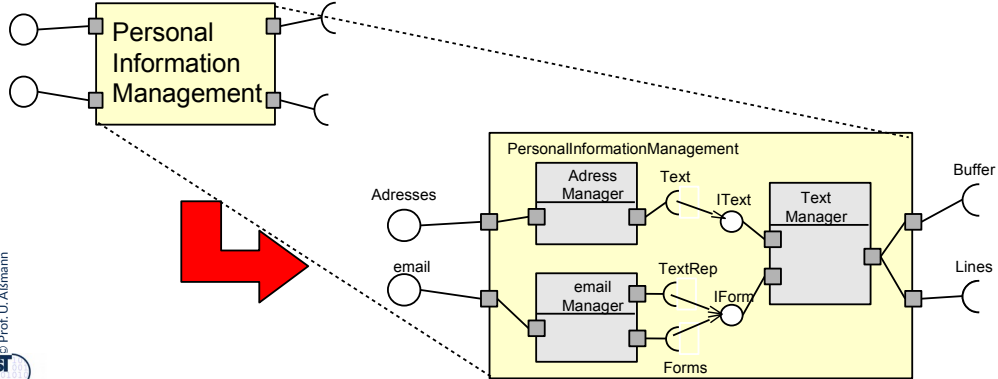 Personal
Information
Management
PersonalInformationManagement
Adresses
Adress
Manager
Text
IText
Text
Manager
Buffer
email
email
Manager
TextRep
IForm
Forms
Lines
© Prof. U. Aßmann
ST